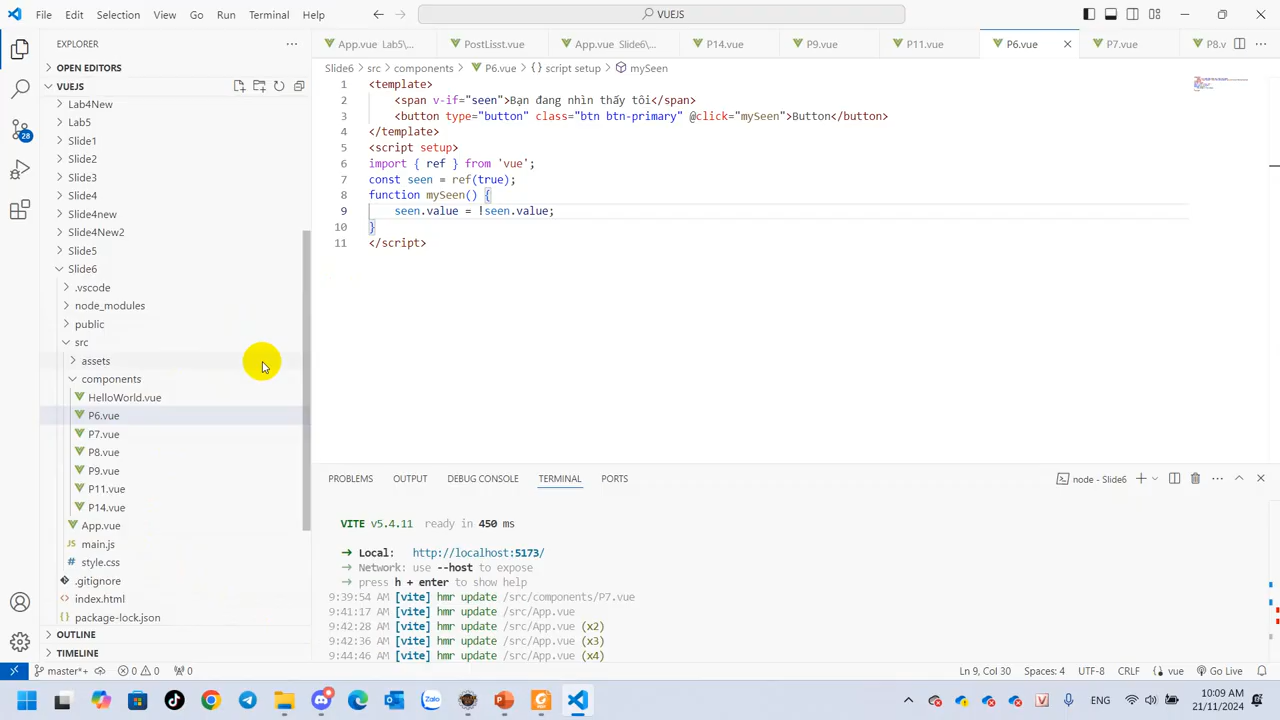 File Edit Selection View Go Run Terminal Help
VUEJS
EXPLORER
App.vue Lab5\... PostLisst.vue App.vue Slide6\... P14.vue P9.vue P11.vue P6.vue P7.vue P8.v
OPEN EDITORS
Slide6 > src > components > P6.vue > {} script setup > mySeen
VUEJS
Lab4New
Lab5
Slide1
Slide2
Slide3
Slide4
Slide4new
Slide4New2
Slide5
Slide6
.vscode
node_modules
public
src
assets
components
HelloWorld.vue
P6.vue
P7.vue
P8.vue
P9.vue
P11.vue
P14.vue
App.vue
JS main.js
# style.css
.gitignore
<> index.html
package-lock.json
OUTLINE
TIMELINE
1 <template>
2 <span v-if="seen">Bạn đang nhìn thấy tôi</span>
3 <button type="button" class="btn btn-primary" @click="mySeen">Button</button>
4 </template>
5 <script setup>
6 import { ref } from 'vue';
7 const seen = ref(true);
8 function mySeen() {
9 seen.value = !seen.value;
10 }
11 </script>
PROBLEMS OUTPUT DEBUG CONSOLE TERMINAL PORTS
node - Slide6
VITE v5.4.11 ready in 450 ms
➜ Local: http://localhost:5173/
➜ Network: use --host to expose
➜ press h + enter to show help
9:39:54 AM [vite] hmr update /src/components/P7.vue
9:41:17 AM [vite] hmr update /src/App.vue
9:42:28 AM [vite] hmr update /src/App.vue (x2)
9:42:36 AM [vite] hmr update /src/App.vue (x3)
9:44:46 AM [vite] hmr update /src/App.vue (x4)
28
master*+ 0 0 0 Ln 9, Col 30 Spaces: 4 UTF-8 CRLF {} vue Go Live
Zalo
ENG
10:09 AM
21/11/2024